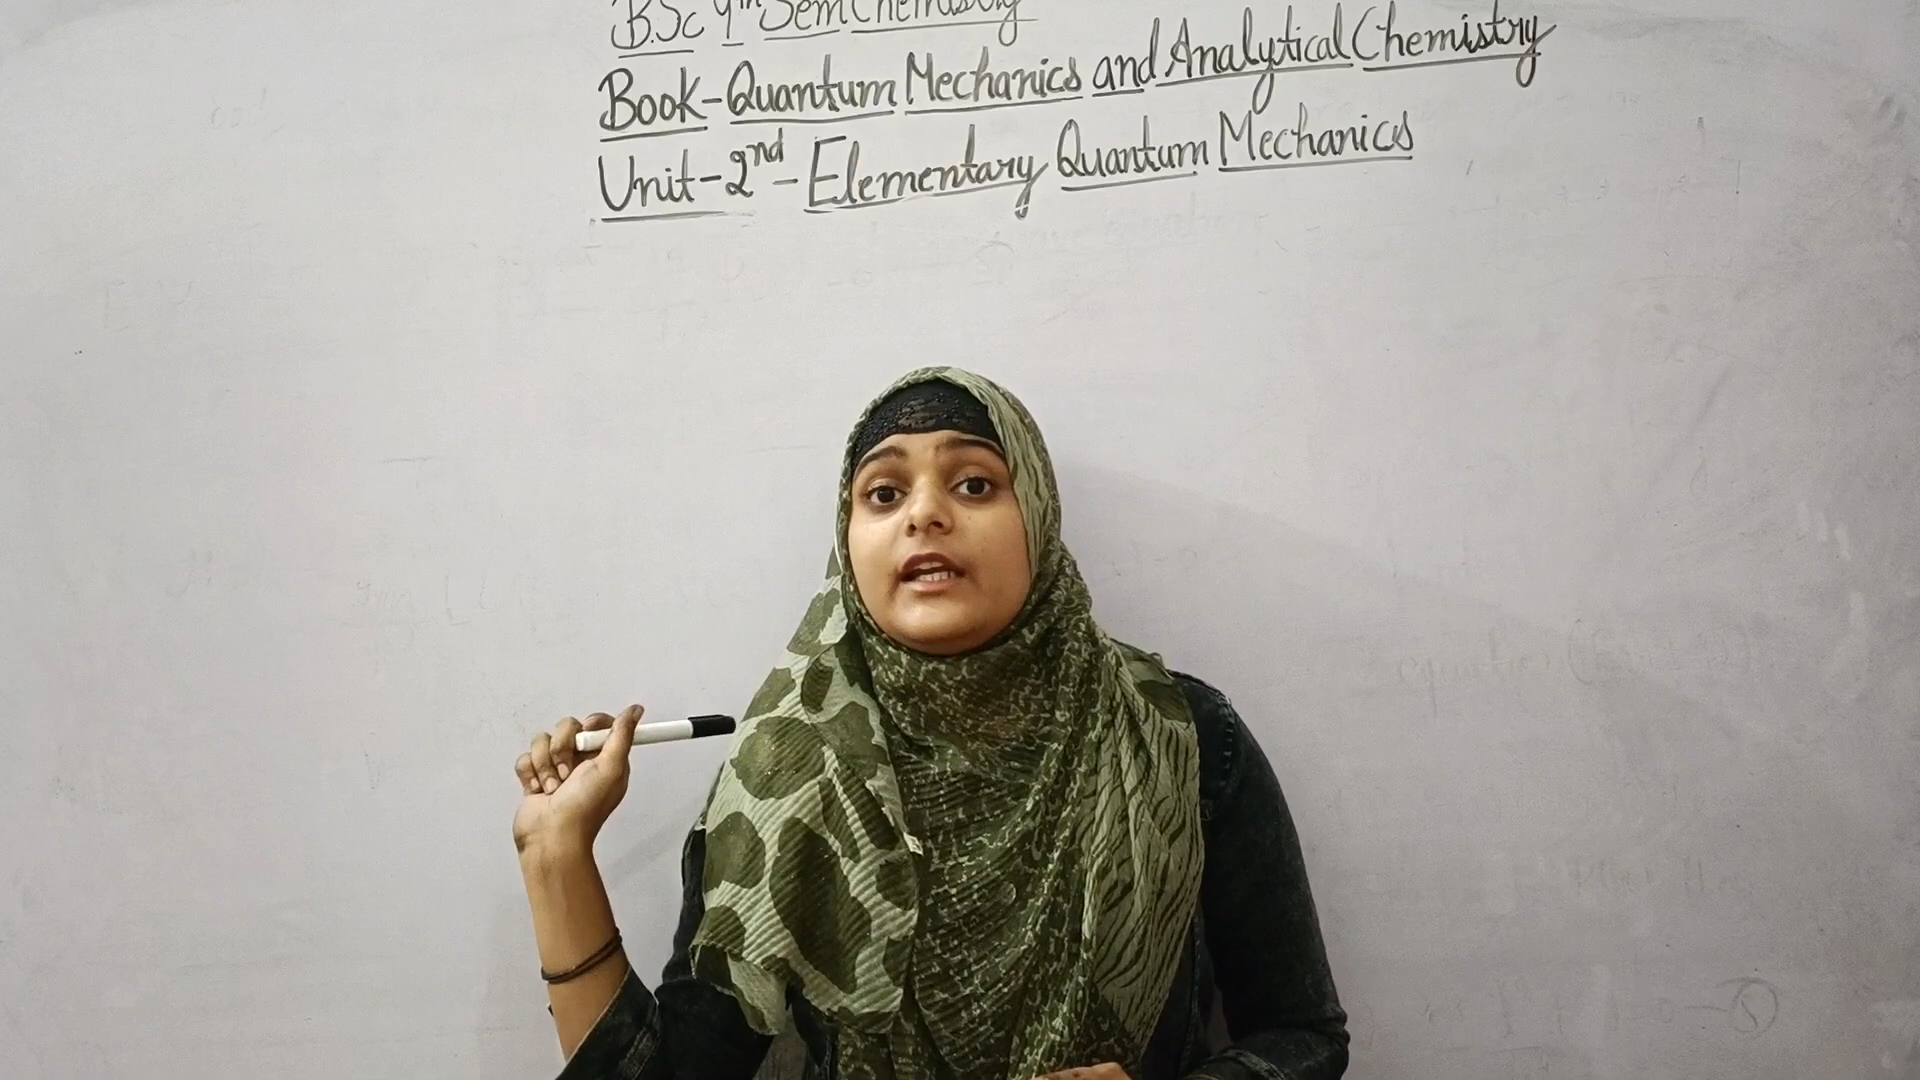 B.Sc 4th Sem Chemistry
Book-Quantum Mechanics and Analytical Chemistry
Unit-2nd-Elementary Quantum Mechanics